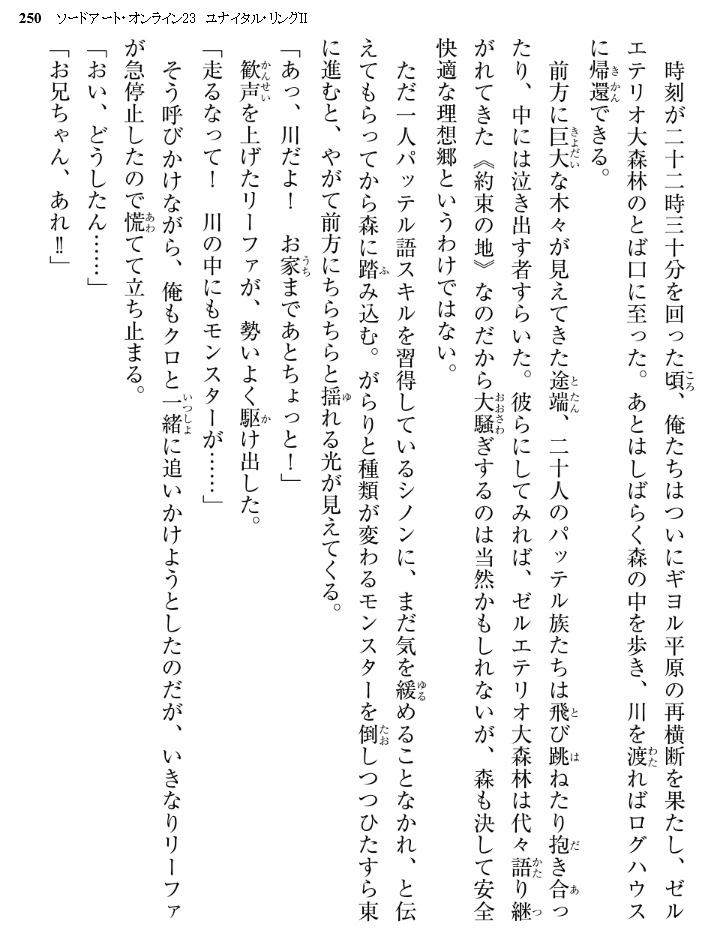 250 ソードアート・オンライン23 ユナイタル・リングⅡ
時刻が二十二時三十分を回った頃、俺たちはついにギヨル平原の再横断を果たし、ゼル
エテリオ大森林のとば口に至った。あとはしばらく森の中を歩き、川を渡ればログハウス
に帰還できる。
前方に巨大な木々が見えてきた途端、二十人のパッテル族たちは飛び跳ねたり抱き合っ
たり、中には泣き出す者すらいた。彼らにしてみれば、ゼルエテリオ大森林は代々語り継
がれてきた《約束の地》なのだから大騒ぎするのは当然かもしれないが、森も決して安全
快適な理想郷というわけではない。
ただ一人パッテル語スキルを習得しているシノンに、まだ気を緩めることなかれ、と伝
えてもらってから森に踏み込む。がらりと種類が変わるモンスターを倒しつつひたすら東
に進むと、やがて前方にちらちらと揺れる光が見えてくる。
「あっ、川だよ！　お家まであとちょっと！」
歓声を上げたリーファが、勢いよく駆け出した。
「走るなって！　川の中にもモンスターが……」
そう呼びかけながら、俺もクロと一緒に追いかけようとしたのだが、いきなりリーファ
が急停止したので慌てて立ち止まる。
「おい、どうしたん……」
「お兄ちゃん、あれ‼」